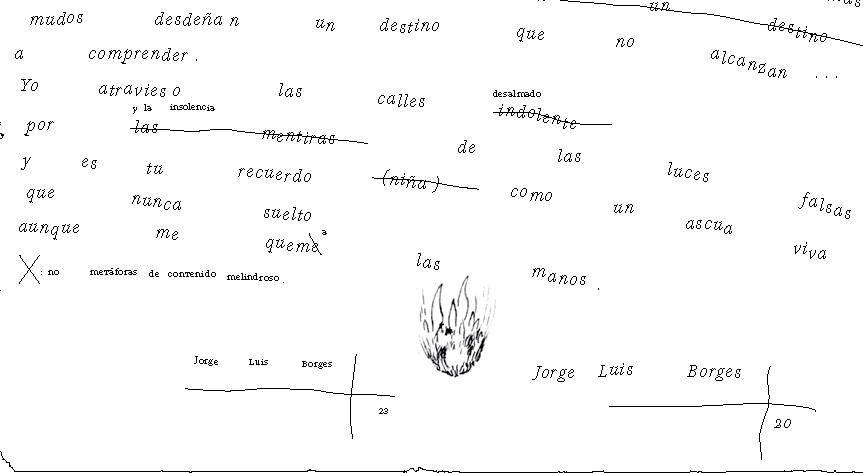 un
mudos desdeñan un destino que no destino
a comprender. alcanzan ...
Yo atravieso las calles desalmado
y la insolencia indolente
por las mentiras de las luces falsas
y es tu recuerdo (niña) como un ascua viva
que nunca suelto
aunque me quemea las manos.
X: no metáforas de contenido melindroso.
Jorge Luis Borges
23
Jorge Luis Borges
20